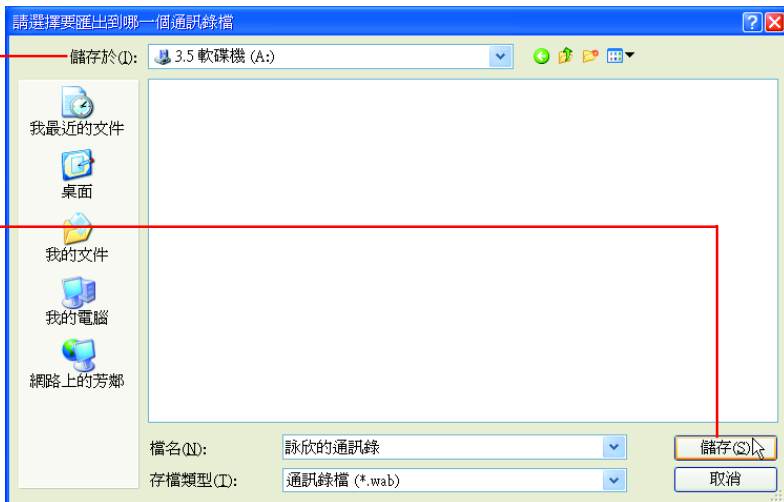 請選擇要匯出到哪一個通訊錄檔
儲存於(I):
3.5 軟碟機 (A:)
我最近的文件
桌面
我的文件
我的電腦
網路上的芳鄰
檔名(N):
詠欣的通訊錄
儲存(S)
存檔類型(T):
通訊錄檔 (*.wab)
取消